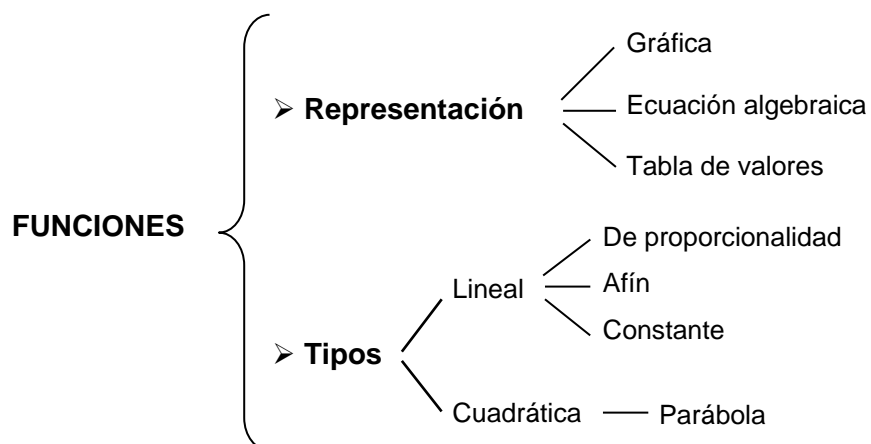 FUNCIONES
➢ Representación
Gráfica
Ecuación algebraica
Tabla de valores
➢ Tipos
Lineal
De proporcionalidad
Afín
Constante
Cuadrática
Parábola